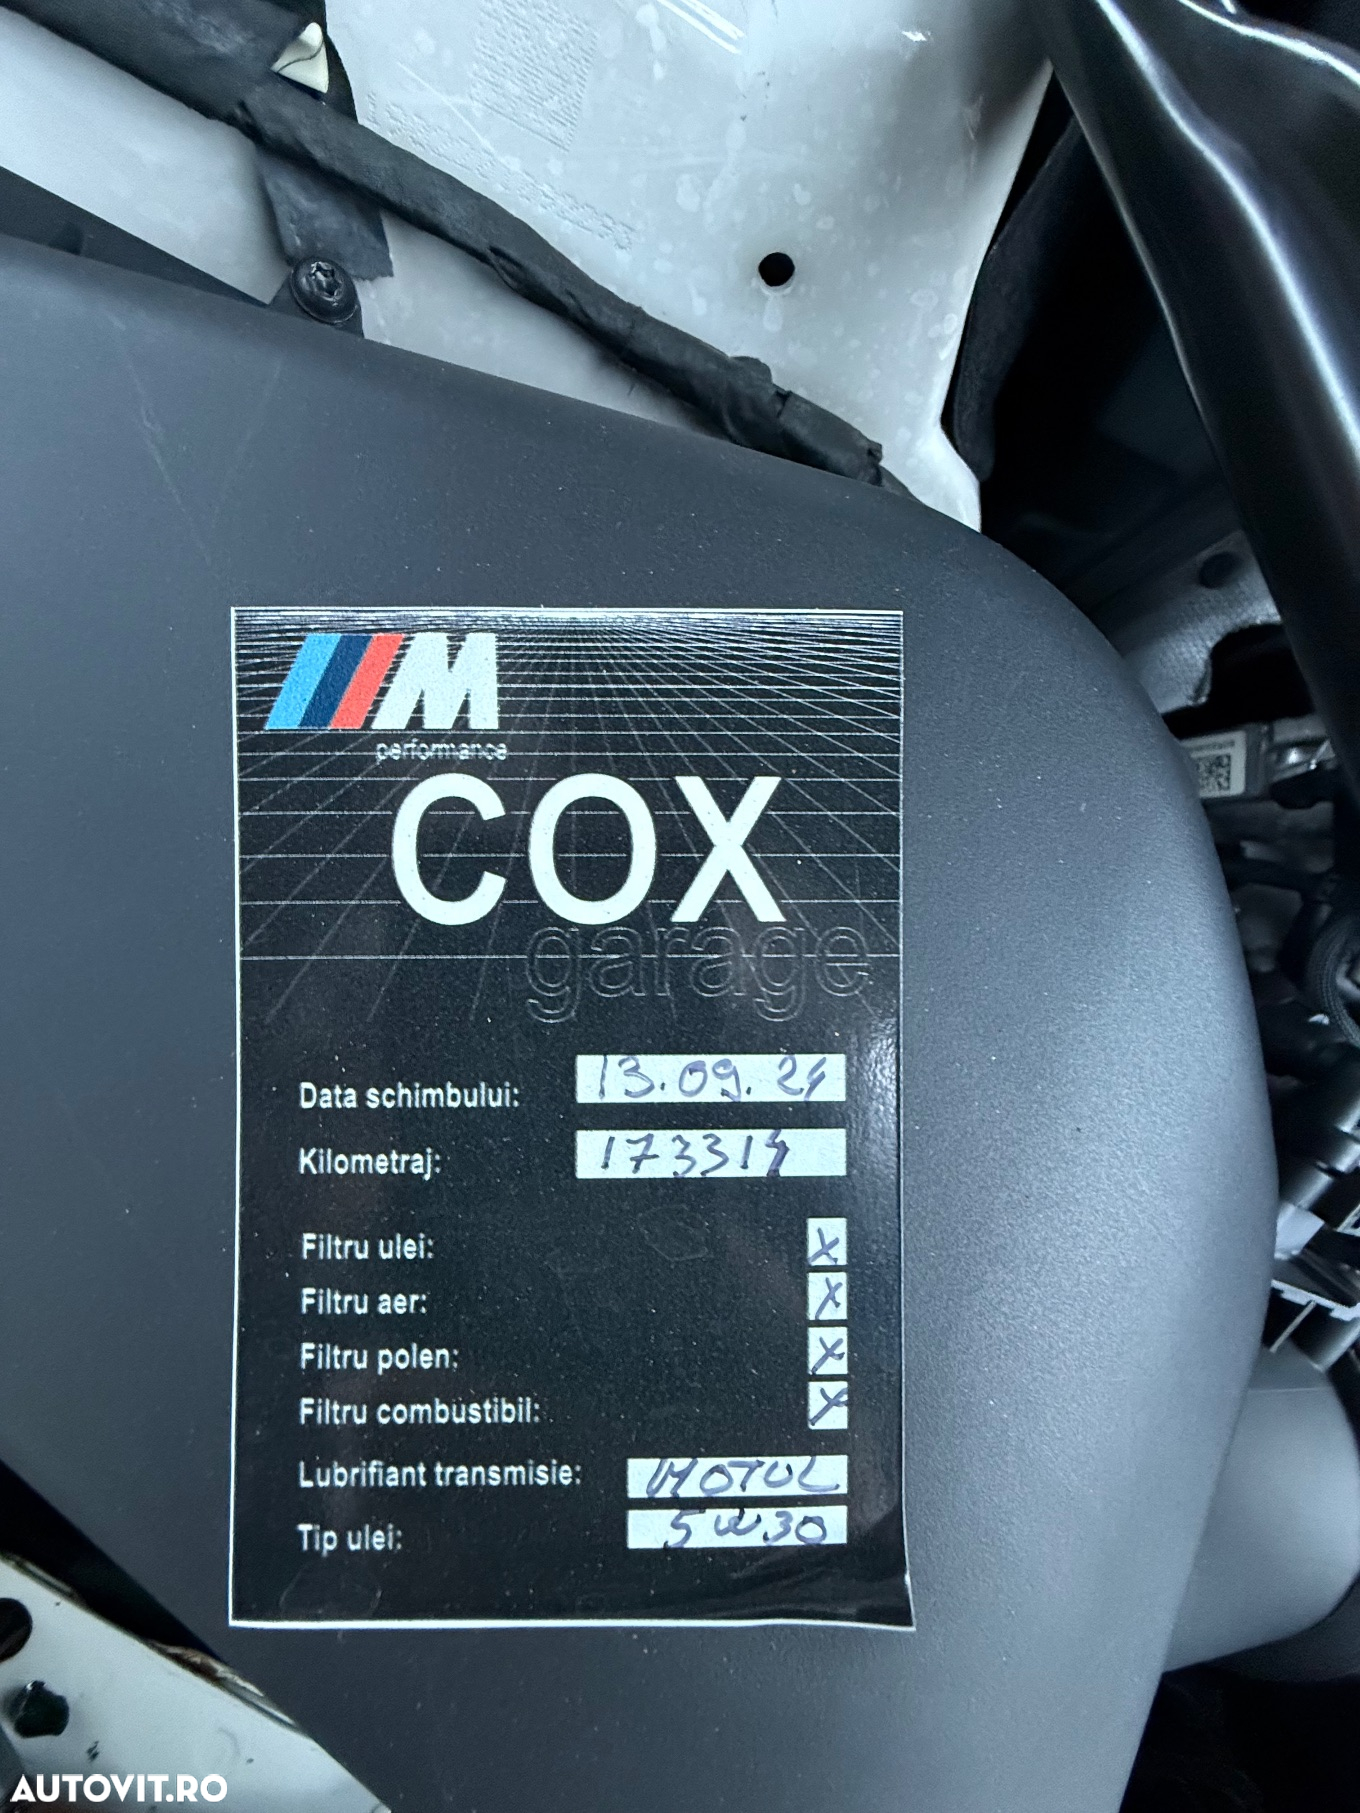 M
performance
COX
garage
Data schimbului: 13.09.24
Kilometraj: 173314
Filtru ulei: X
Filtru aer: X
Filtru polen: X
Filtru combustibil: X
Lubrifiant transmisie: MOTUL
Tip ulei: 5W30
AUTOVIT.RO